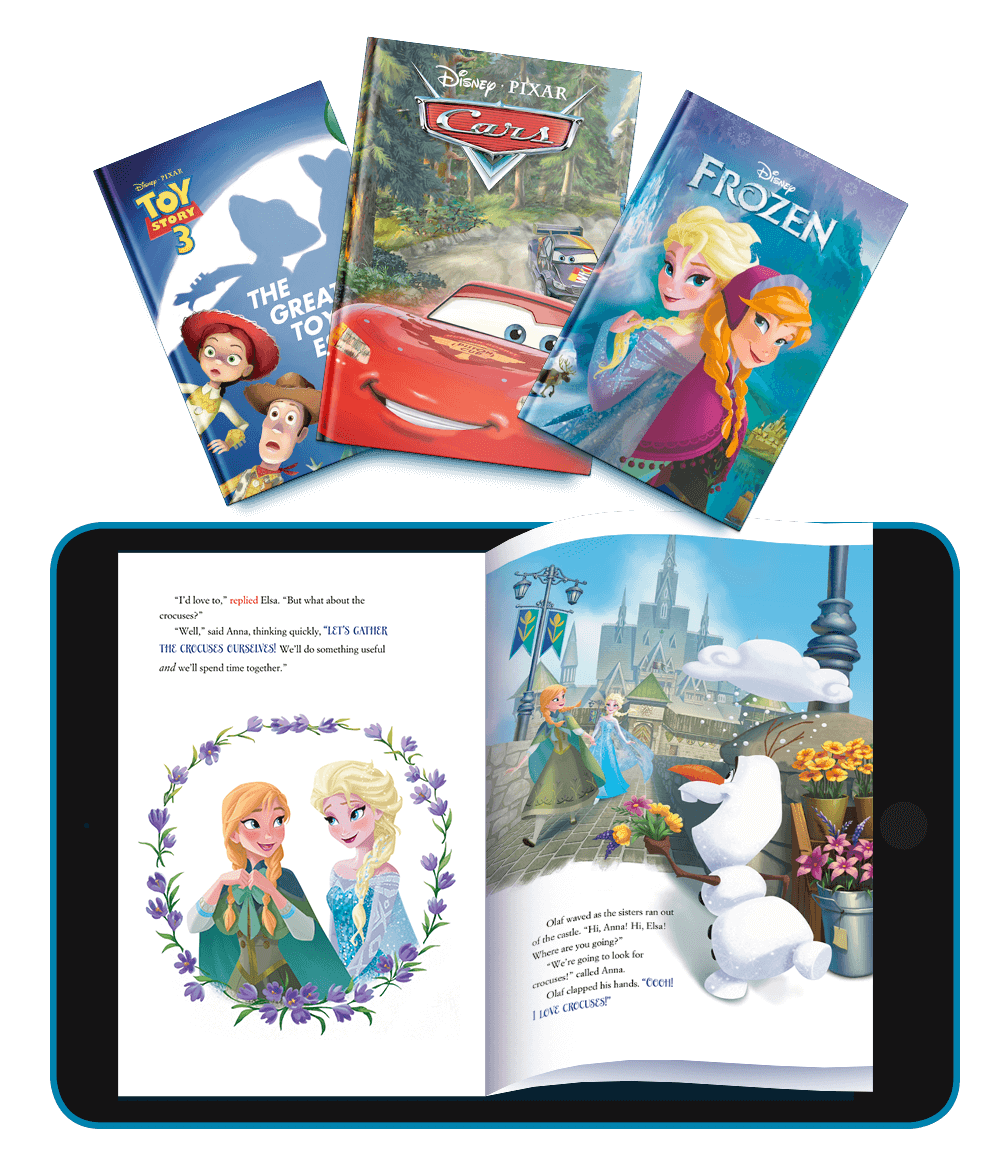 DISNEY · PIXAR
TOY
STORY
3
THE
GREAT
TOY
DISNEY · PIXAR
Cars
PISTON
CUP
Disney
FROZEN
“I’d love to,” replied Elsa. “But what about the
crocuses?”
“Well,” said Anna, thinking quickly, “LET’S GATHER
THE CROCUSES OURSELVES! We’ll do something useful
and we’ll spend time together.”
Olaf waved as the sisters ran out
of the castle. “Hi, Anna! Hi, Elsa!
Where are you going?”
“We’re going to look for
crocuses!” called Anna.
Olaf clapped his hands. “OOOH!
I LOVE CROCUSES!”